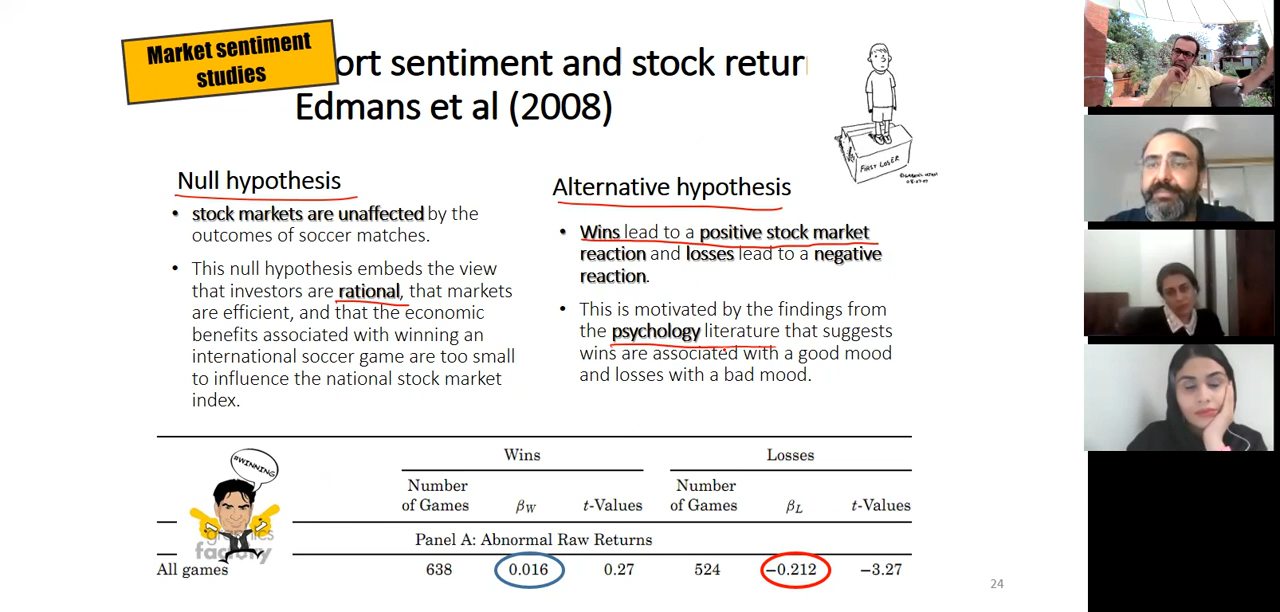 Market sentiment
studies
ort sentiment and stock retur
Edmans et al (2008)
FIRST LOSER
Null hypothesis
• stock markets are unaffected by the
outcomes of soccer matches.
• This null hypothesis embeds the view
that investors are rational, that markets
are efficient, and that the economic
benefits associated with winning an
international soccer game are too small
to influence the national stock market
index.
Alternative hypothesis
• Wins lead to a positive stock market
reaction and losses lead to a negative
reaction.
• This is motivated by the findings from
the psychology literature that suggests
wins are associated with a good mood
and losses with a bad mood.
#WINNING
graphics
factory
Wins Losses
Number Number
of Games βW t-Values of Games βL t-Values
Panel A: Abnormal Raw Returns
All games 638 0.016 0.27 524 −0.212 −3.27
24